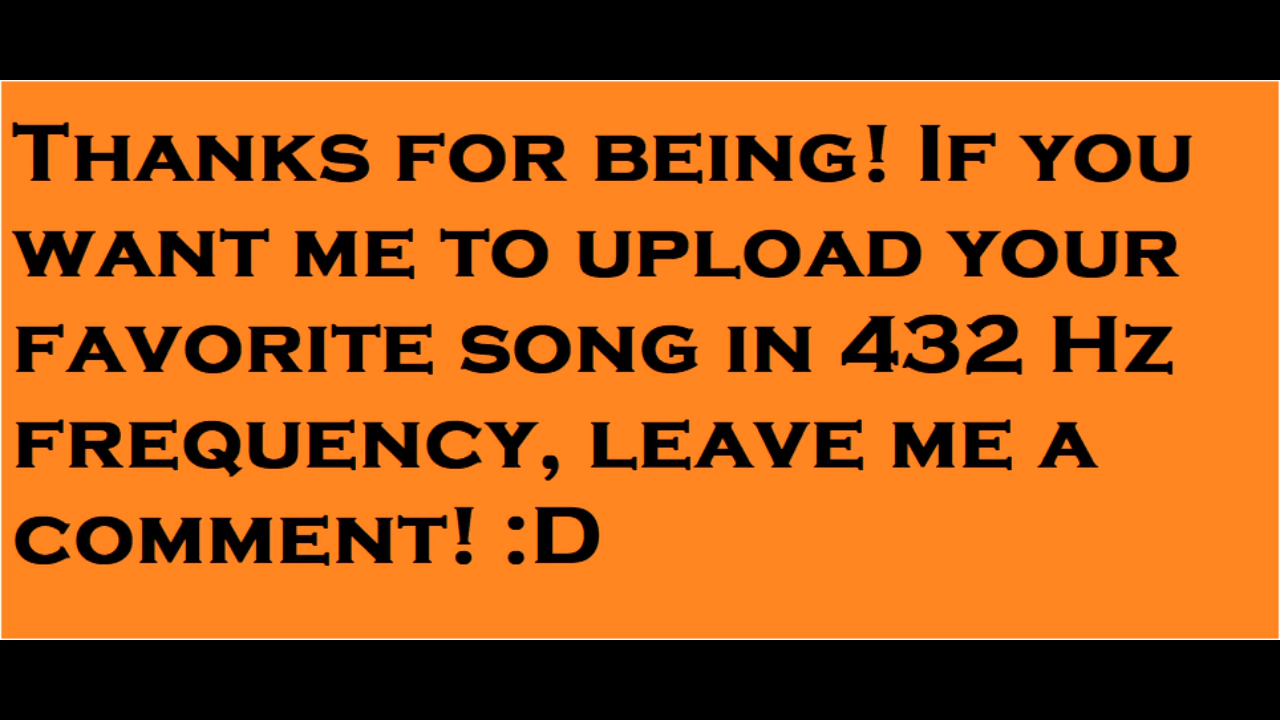 Thanks for being! If you
want me to upload your
favorite song in 432 Hz
frequency, leave me a
comment! :D